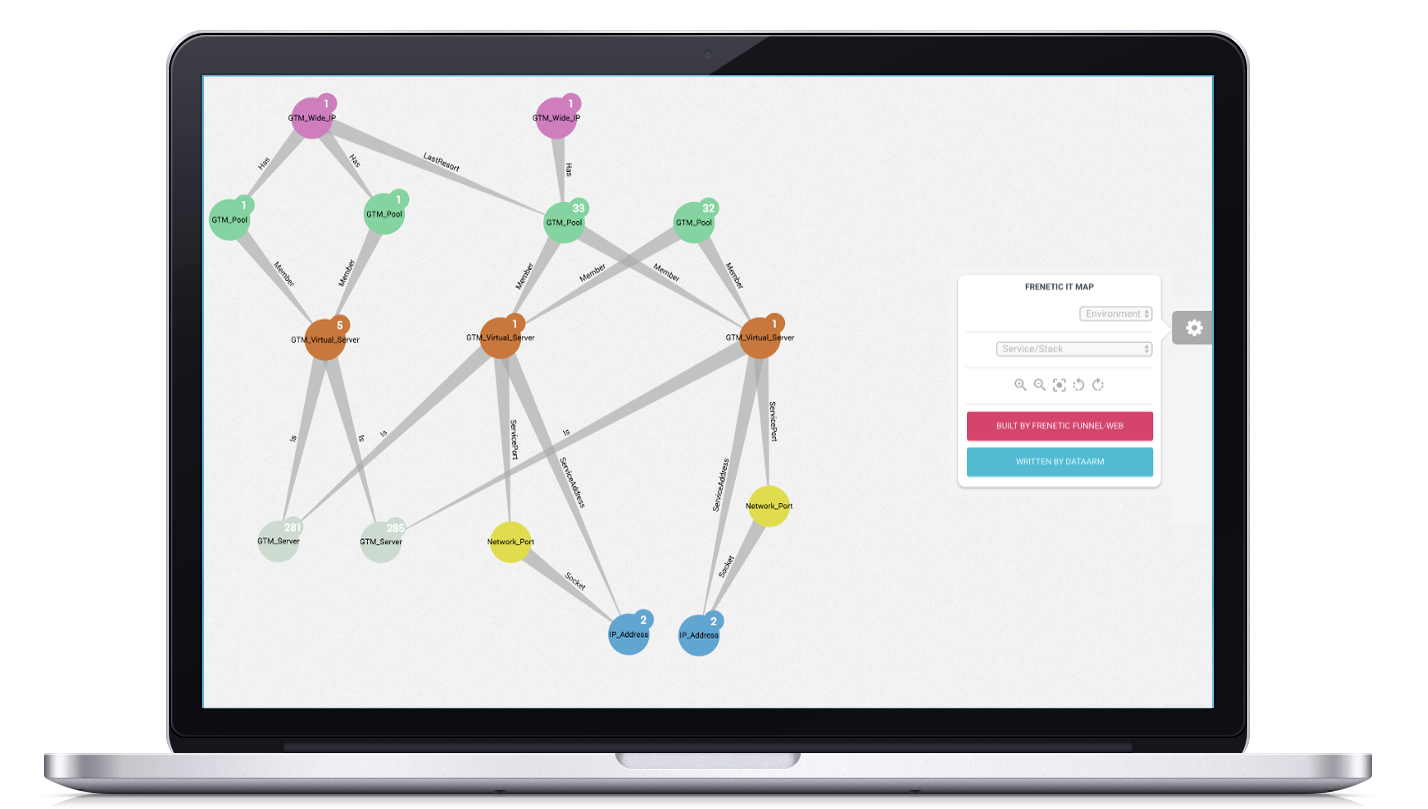 1
GTM_Wide_IP
1
GTM_Wide_IP
Has
Has
LastResort
Has
1
GTM_Pool
1
GTM_Pool
33
GTM_Pool
32
GTM_Pool
Member
Member
Member
Member
Member
Member
5
GTM_Virtual_Server
1
GTM_Virtual_Server
1
GTM_Virtual_Server
Is
Is
Is
ServicePort
Is
ServiceAddress
ServiceAddress
ServicePort
281
GTM_Server
285
GTM_Server
Network_Port
Network_Port
Socket
Socket
2
IP_Address
2
IP_Address
FRENETIC IT MAP
Environment
Service/Stack
BUILT BY FRENETIC FUNNEL-WEB
WRITTEN BY DATAARM